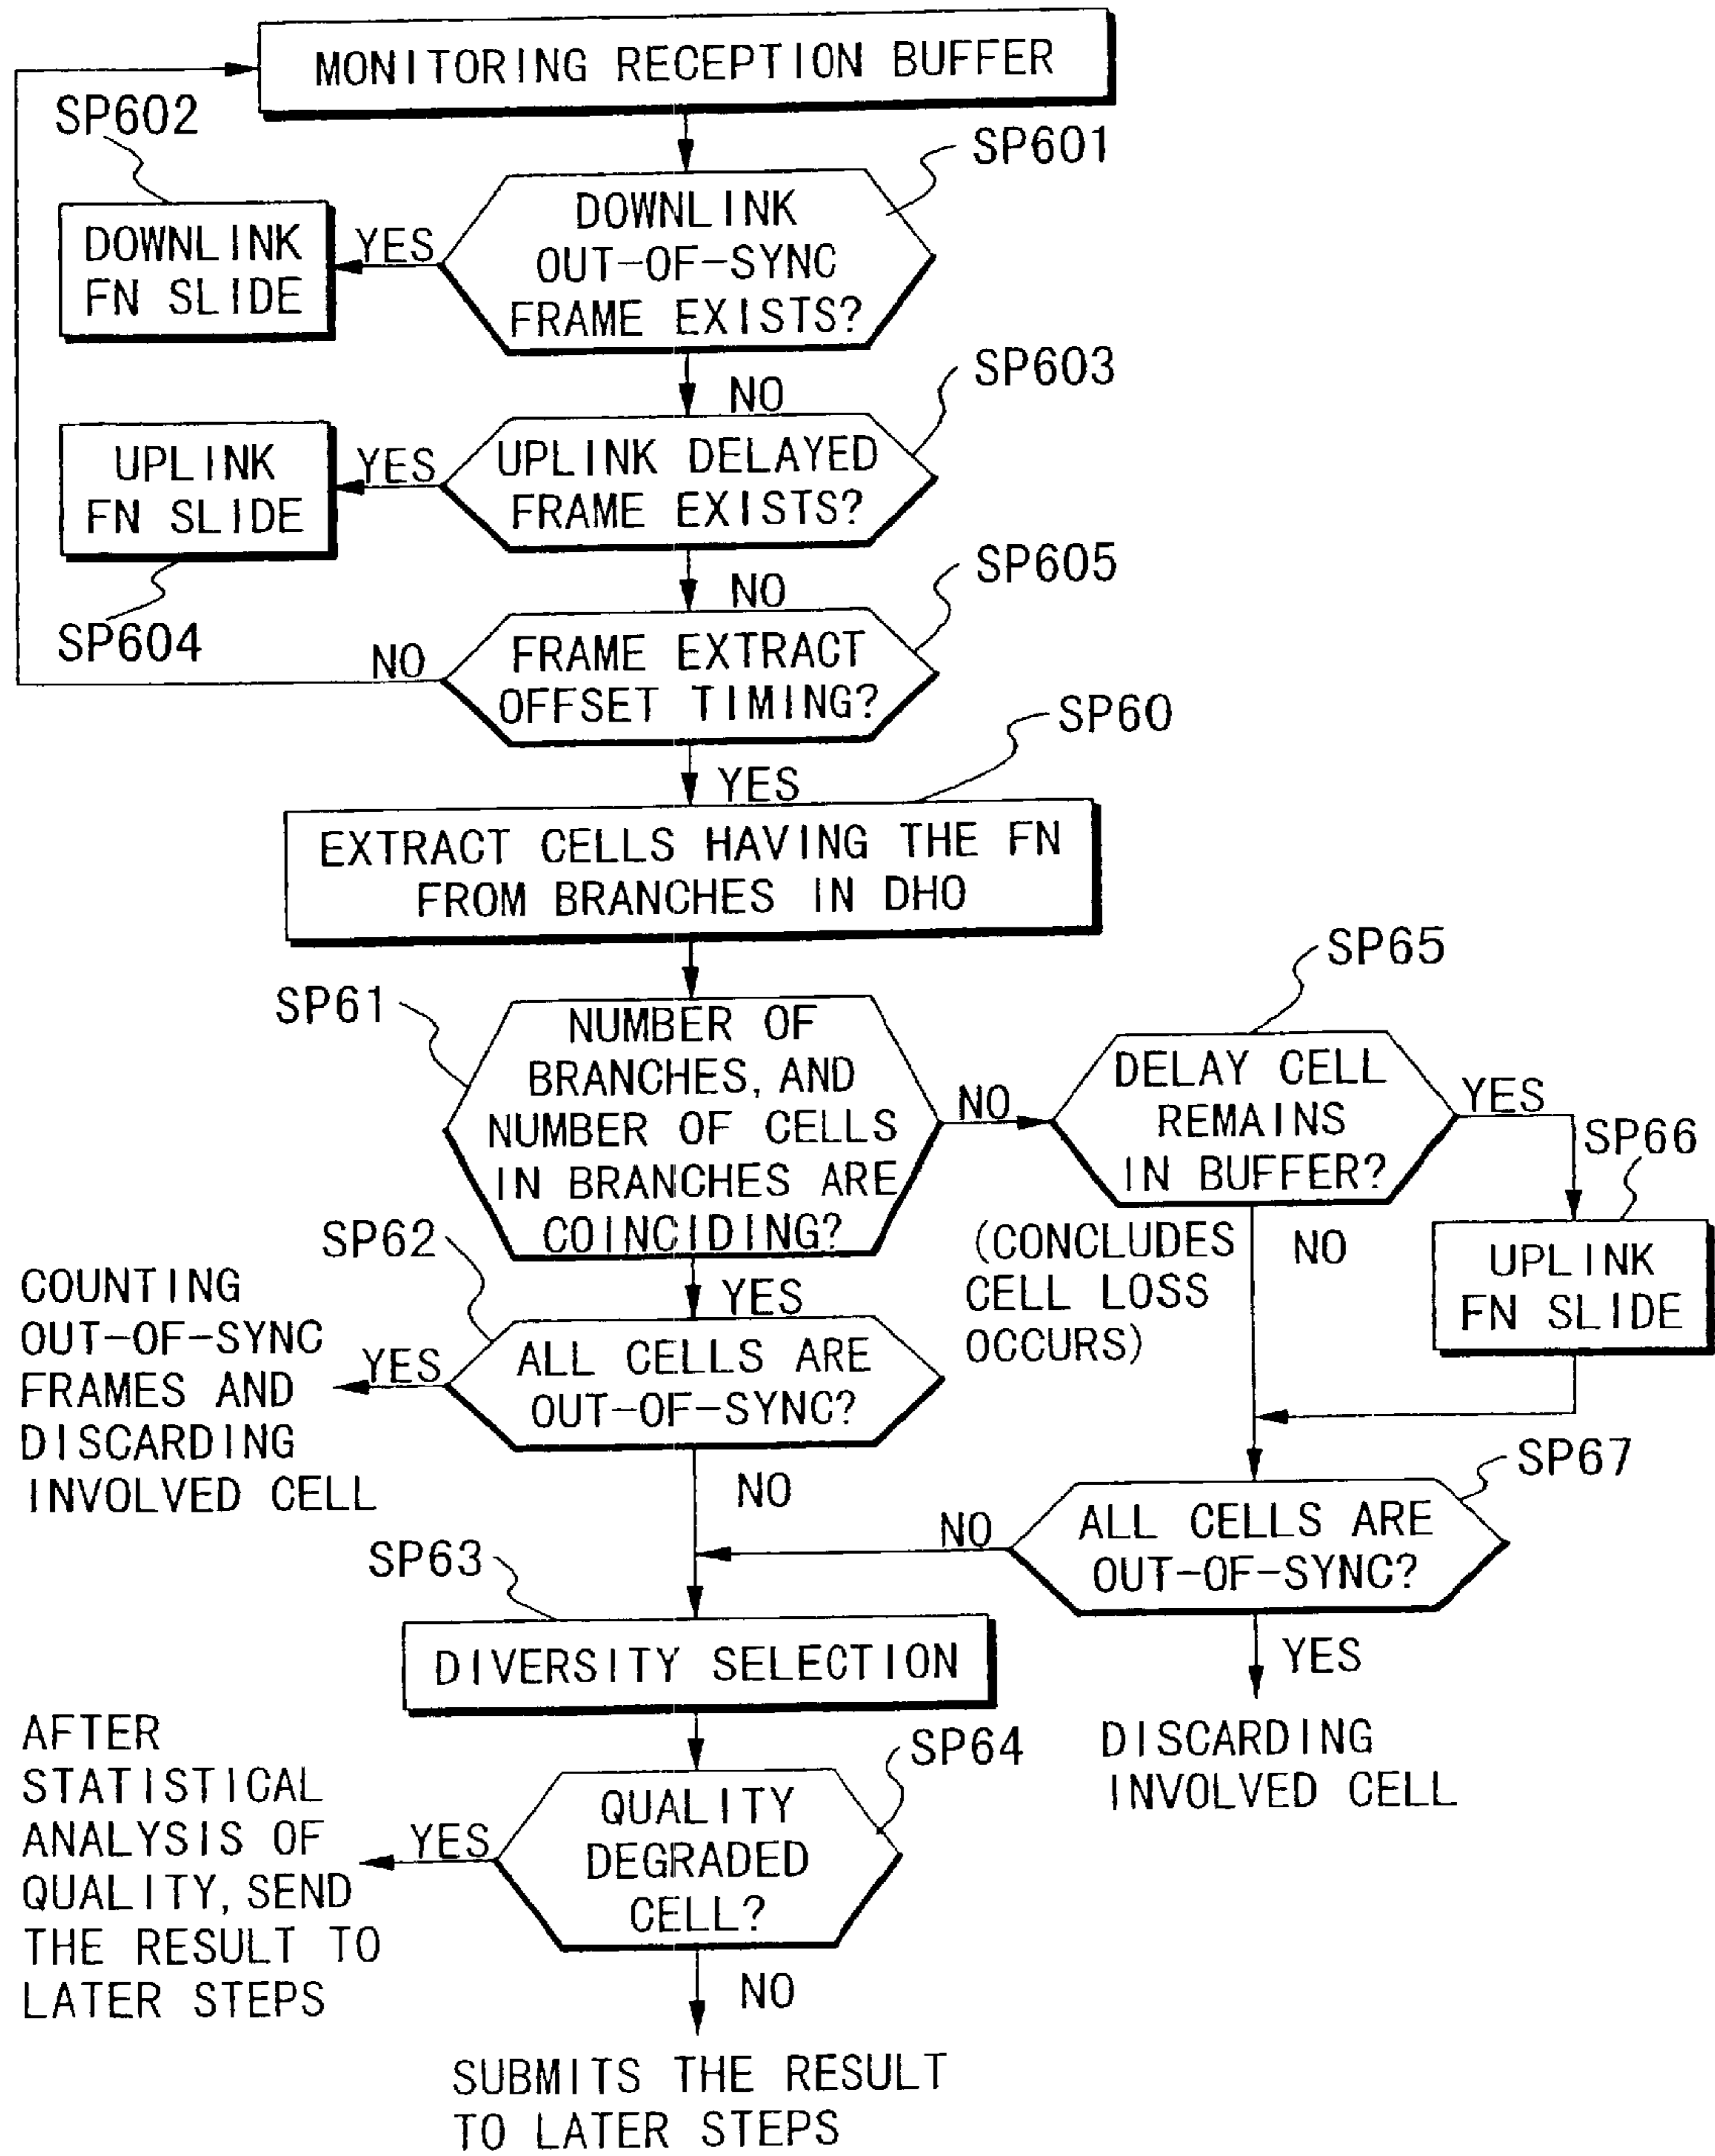 MONITORING RECEPTION BUFFER
SP602
SP601
DOWNLINK
OUT-OF-SYNC
FRAME EXISTS?
YES
DOWNLINK
FN SLIDE
NO
SP603
UPLINK DELAYED
FRAME EXISTS?
YES
UPLINK
FN SLIDE
SP604
NO
SP605
FRAME EXTRACT
OFFSET TIMING?
NO
YES
SP60
EXTRACT CELLS HAVING THE FN
FROM BRANCHES IN DHO
SP61
NUMBER OF
BRANCHES, AND
NUMBER OF CELLS
IN BRANCHES ARE
COINCIDING?
NO
SP65
DELAY CELL
REMAINS
IN BUFFER?
YES
SP66
UPLINK
FN SLIDE
(CONCLUDES
CELL LOSS
OCCURS)
NO
YES
SP62
ALL CELLS ARE
OUT-OF-SYNC?
YES
COUNTING
OUT-OF-SYNC
FRAMES AND
DISCARDING
INVOLVED CELL
NO
SP67
ALL CELLS ARE
OUT-OF-SYNC?
NO
YES
DISCARDING
INVOLVED CELL
SP63
DIVERSITY SELECTION
SP64
QUALITY
DEGRADED
CELL?
YES
AFTER
STATISTICAL
ANALYSIS OF
QUALITY, SEND
THE RESULT TO
LATER STEPS
NO
SUBMITS THE RESULT
TO LATER STEPS